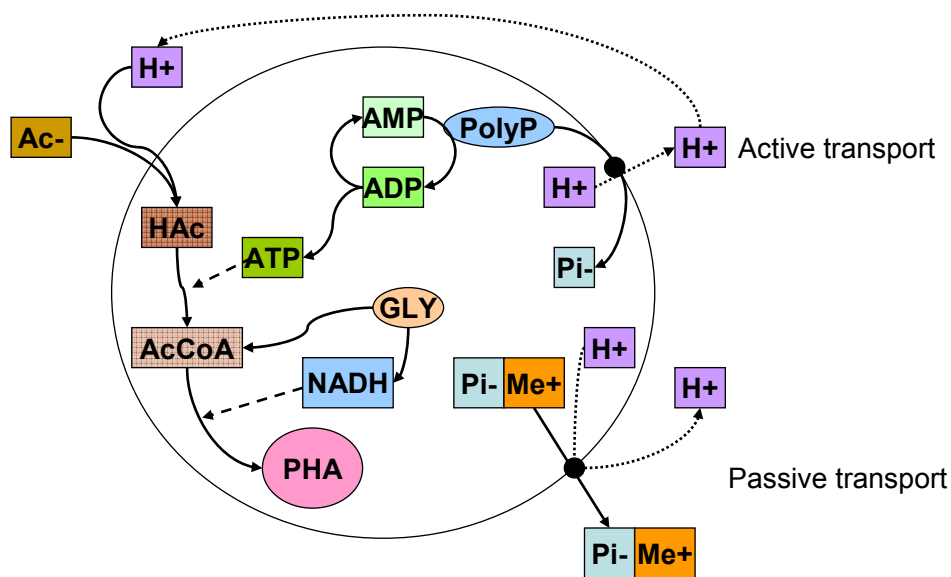 H+
Ac-
AMP
PolyP
H+
Active transport
ADP
H+
HAc
ATP
Pi-
GLY
AcCoA
H+
NADH
Pi- Me+
H+
PHA
Passive transport
Pi- Me+